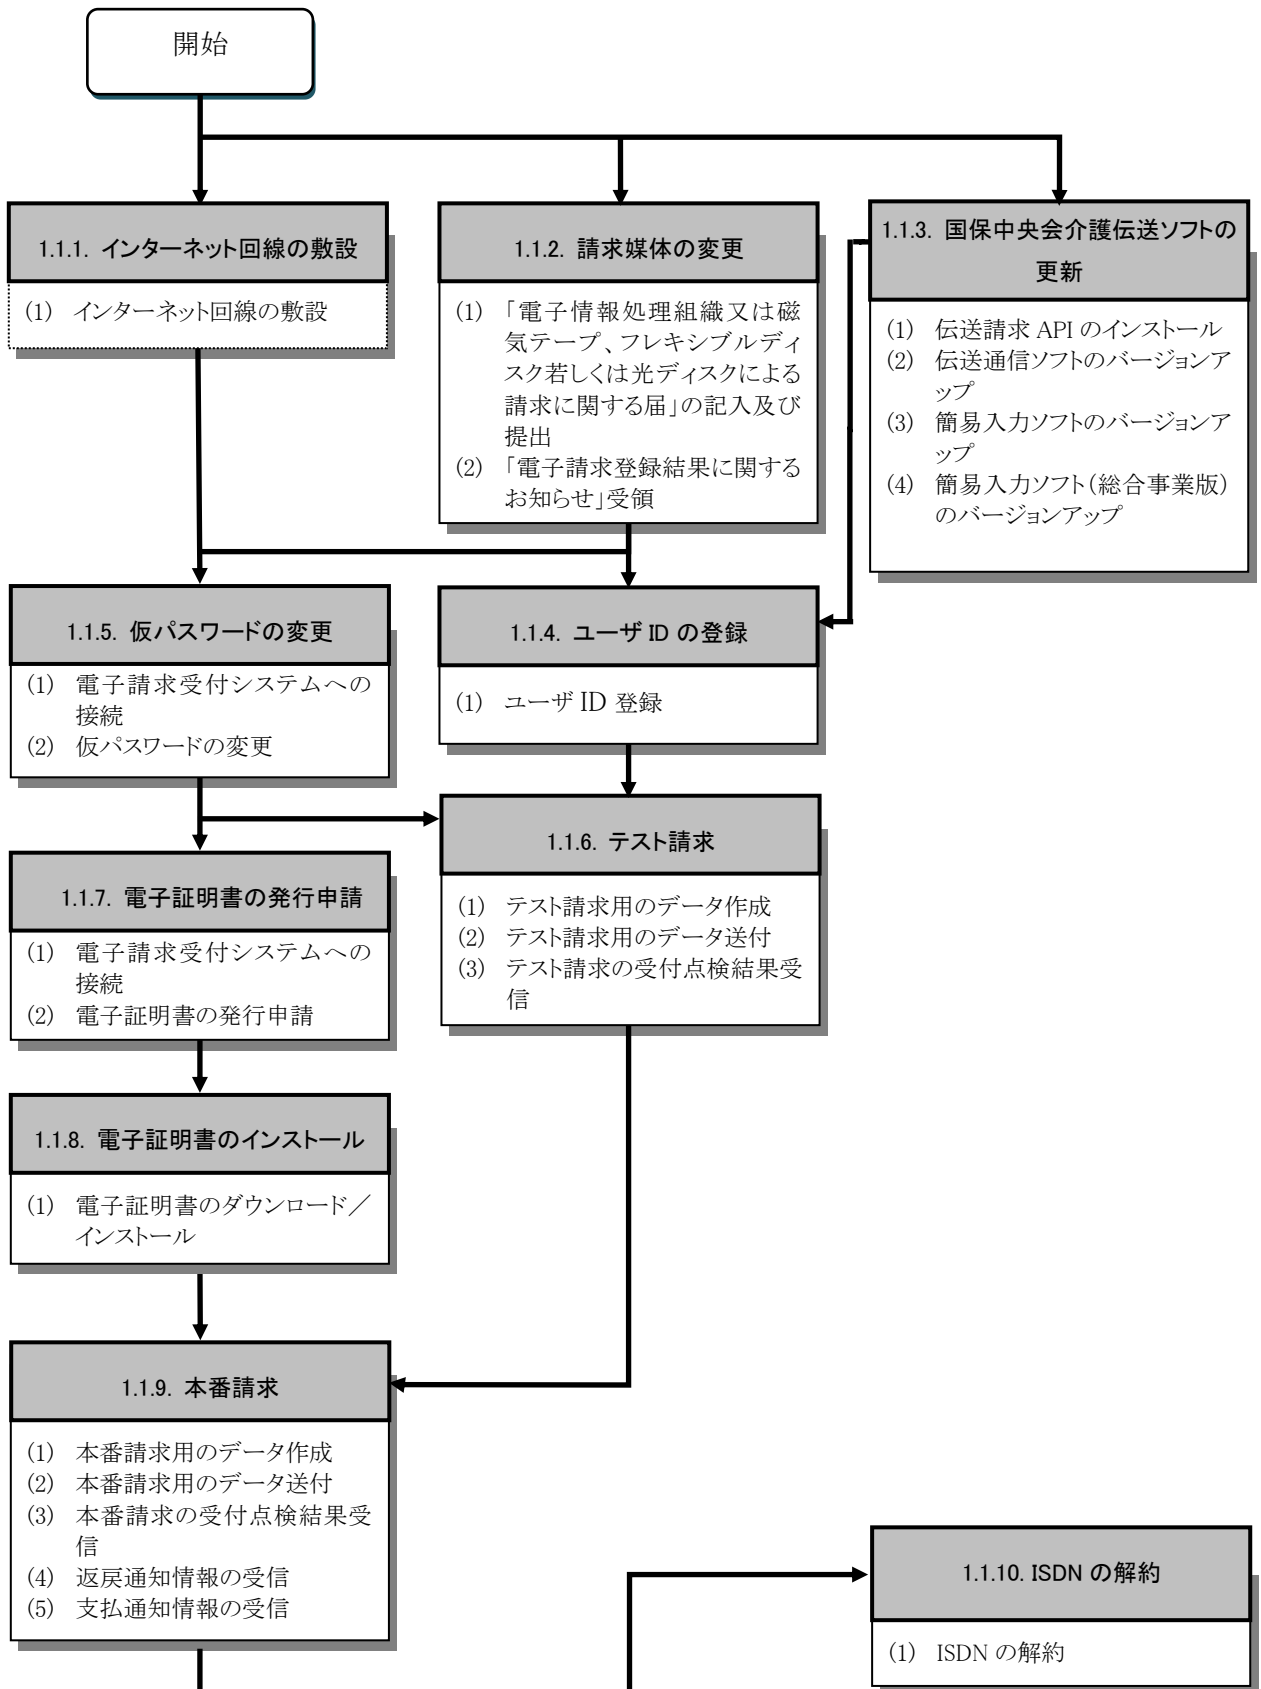 開始
1.1.1. インターネット回線の敷設
(1) インターネット回線の敷設
1.1.2. 請求媒体の変更
(1) 「電子情報処理組織又は磁
気テープ、フレキシブルディ
スク若しくは光ディスクによる
請求に関する届」の記入及び
提出
(2) 「電子請求登録結果に関する
お知らせ」受領
1.1.3. 国保中央会介護伝送ソフトの
更新
(1) 伝送請求 API のインストール
(2) 伝送通信ソフトのバージョンア
ップ
(3) 簡易入力ソフトのバージョンア
ップ
(4) 簡易入力ソフト（総合事業版）
のバージョンアップ
1.1.5. 仮パスワードの変更
(1) 電子請求受付システムへの
接続
(2) 仮パスワードの変更
1.1.4. ユーザ ID の登録
(1) ユーザ ID 登録
1.1.6. テスト請求
(1) テスト請求用のデータ作成
(2) テスト請求用のデータ送付
(3) テスト請求の受付点検結果受
信
1.1.7. 電子証明書の発行申請
(1) 電子請求受付システムへの
接続
(2) 電子証明書の発行申請
1.1.8. 電子証明書のインストール
(1) 電子証明書のダウンロード／
インストール
1.1.9. 本番請求
(1) 本番請求用のデータ作成
(2) 本番請求用のデータ送付
(3) 本番請求の受付点検結果受
信
(4) 返戻通知情報の受信
(5) 支払通知情報の受信
1.1.10. ISDN の解約
(1) ISDN の解約